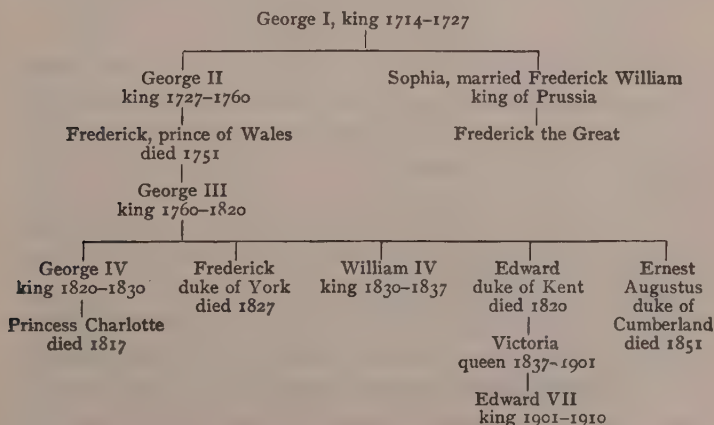 George I, king 1714–1727
George II
king 1727–1760
Sophia, married Frederick William
king of Prussia
Frederick, prince of Wales
died 1751
Frederick the Great
George III
king 1760–1820
George IV
king 1820–1830
Princess Charlotte
died 1817
Frederick
duke of York
died 1827
William IV
king 1830–1837
Edward
duke of Kent
died 1820
Victoria
queen 1837–1901
Edward VII
king 1901–1910
Ernest
Augustus
duke of
Cumberland
died 1851